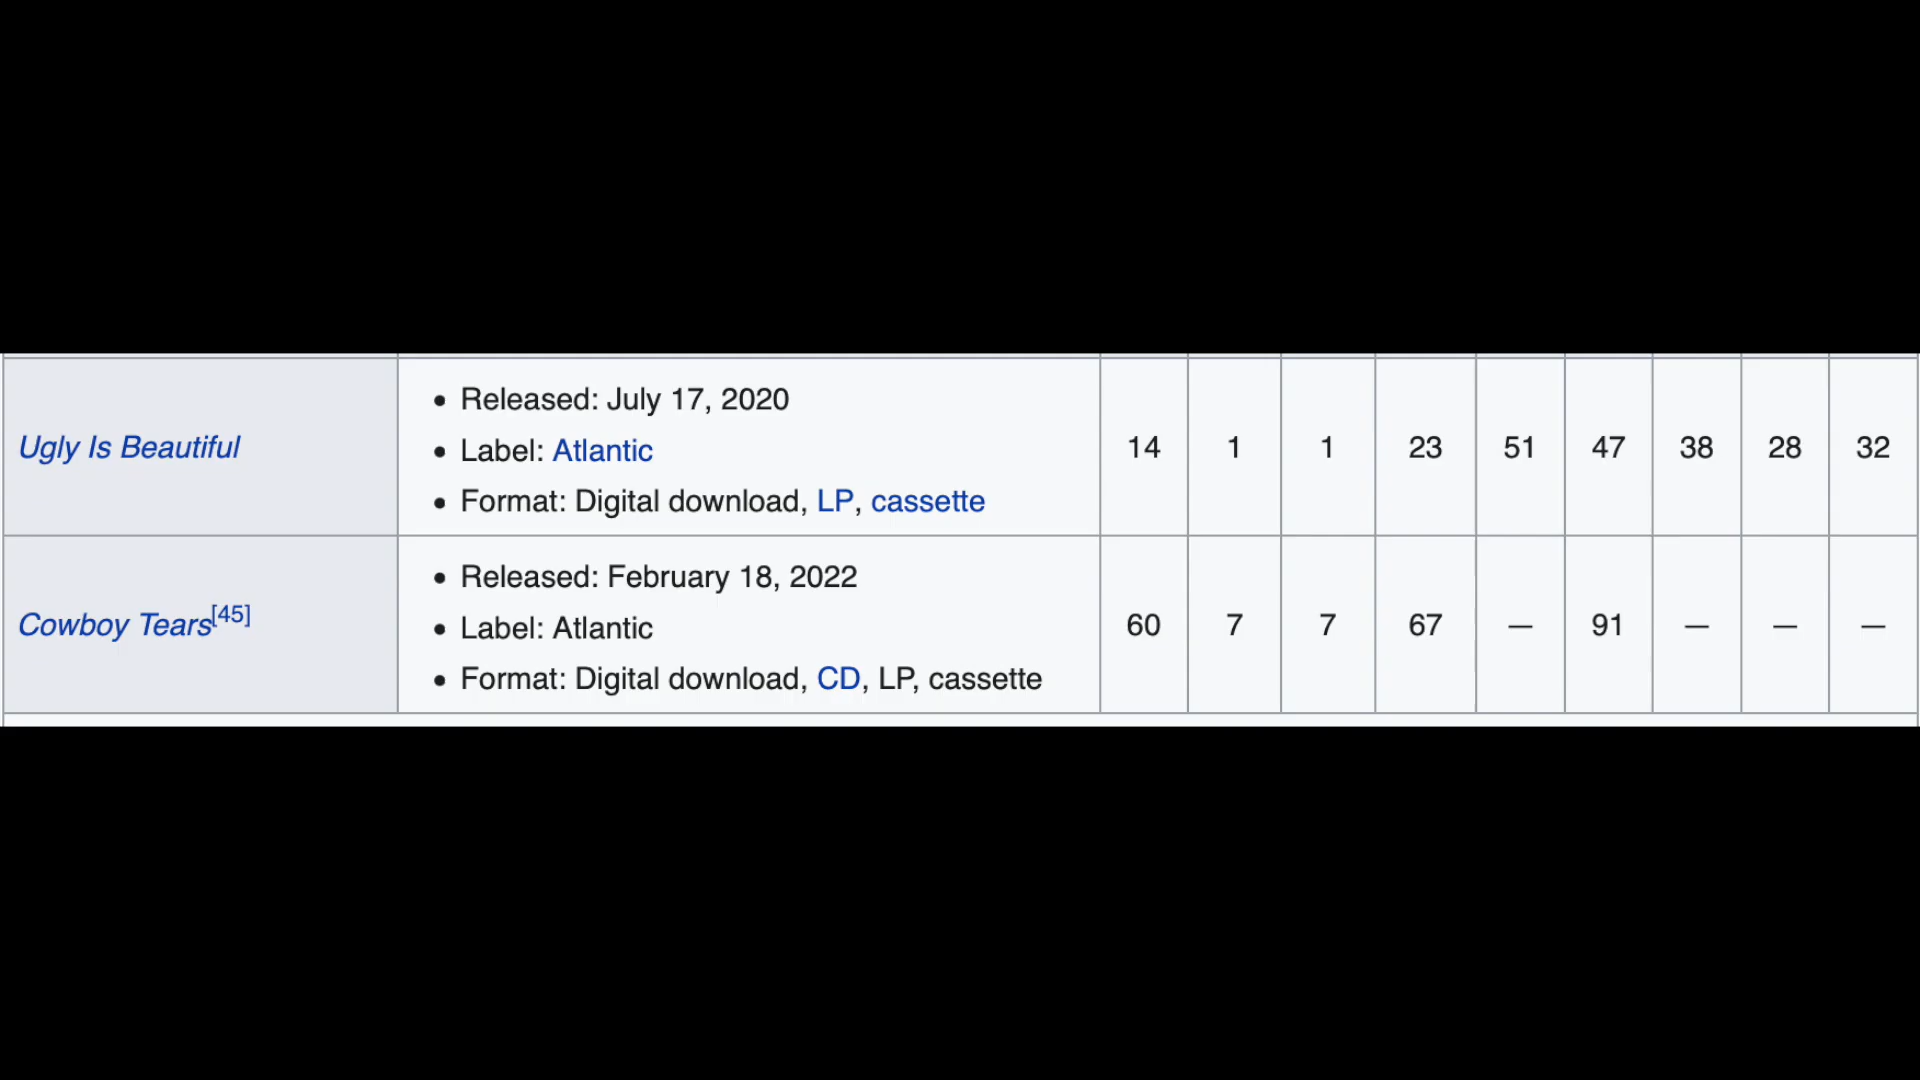 Ugly Is Beautiful
• Released: July 17, 2020
• Label: Atlantic
• Format: Digital download, LP, cassette
14 1 1 23 51 47 38 28 32
Cowboy Tears[45]
• Released: February 18, 2022
• Label: Atlantic
• Format: Digital download, CD, LP, cassette
60 7 7 67 — 91 — — —